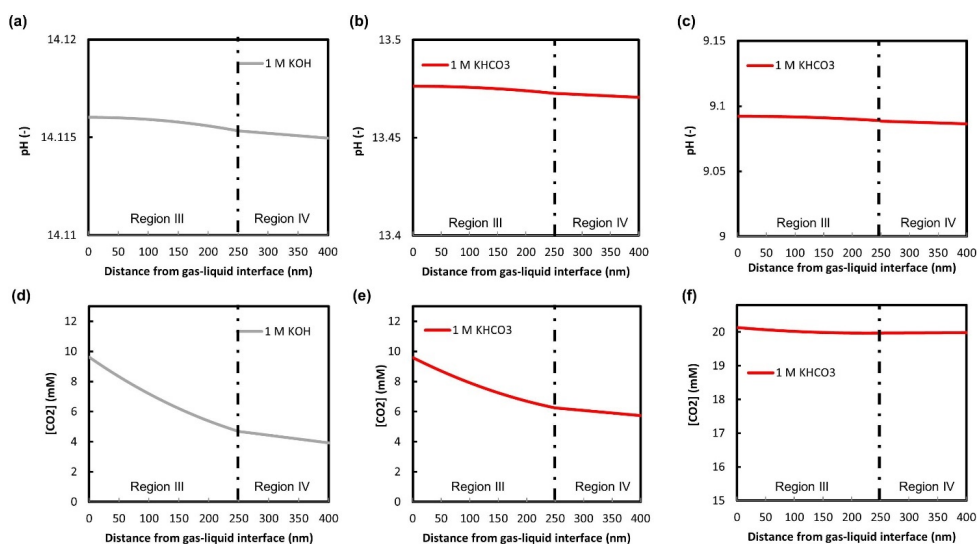 (a)
14.12
14.115
14.11
pH (-)
1 M KOH
Region III
Region IV
0 50 100 150 200 250 300 350 400
Distance from gas-liquid interface (nm)
(b)
13.5
13.45
13.4
pH (-)
1 M KHCO3
Region III
Region IV
0 50 100 150 200 250 300 350 400
Distance from gas-liquid interface (nm)
(c)
9.15
9.1
9.05
9
pH (-)
1 M KHCO3
Region III
Region IV
0 50 100 150 200 250 300 350 400
Distance from gas-liquid interface (nm)
(d)
12
10
8
6
4
2
0
[CO2] (mM)
1 M KOH
Region III
Region IV
0 50 100 150 200 250 300 350 400
Distance from gas-liquid interface (nm)
(e)
12
10
8
6
4
2
0
[CO2] (mM)
1 M KHCO3
Region III
Region IV
0 50 100 150 200 250 300 350 400
Distance from gas-liquid interface (nm)
(f)
20
19
18
17
16
15
[CO2] (mM)
1 M KHCO3
Region III
Region IV
0 50 100 150 200 250 300 350 400
Distance from gas-liquid interface (nm)